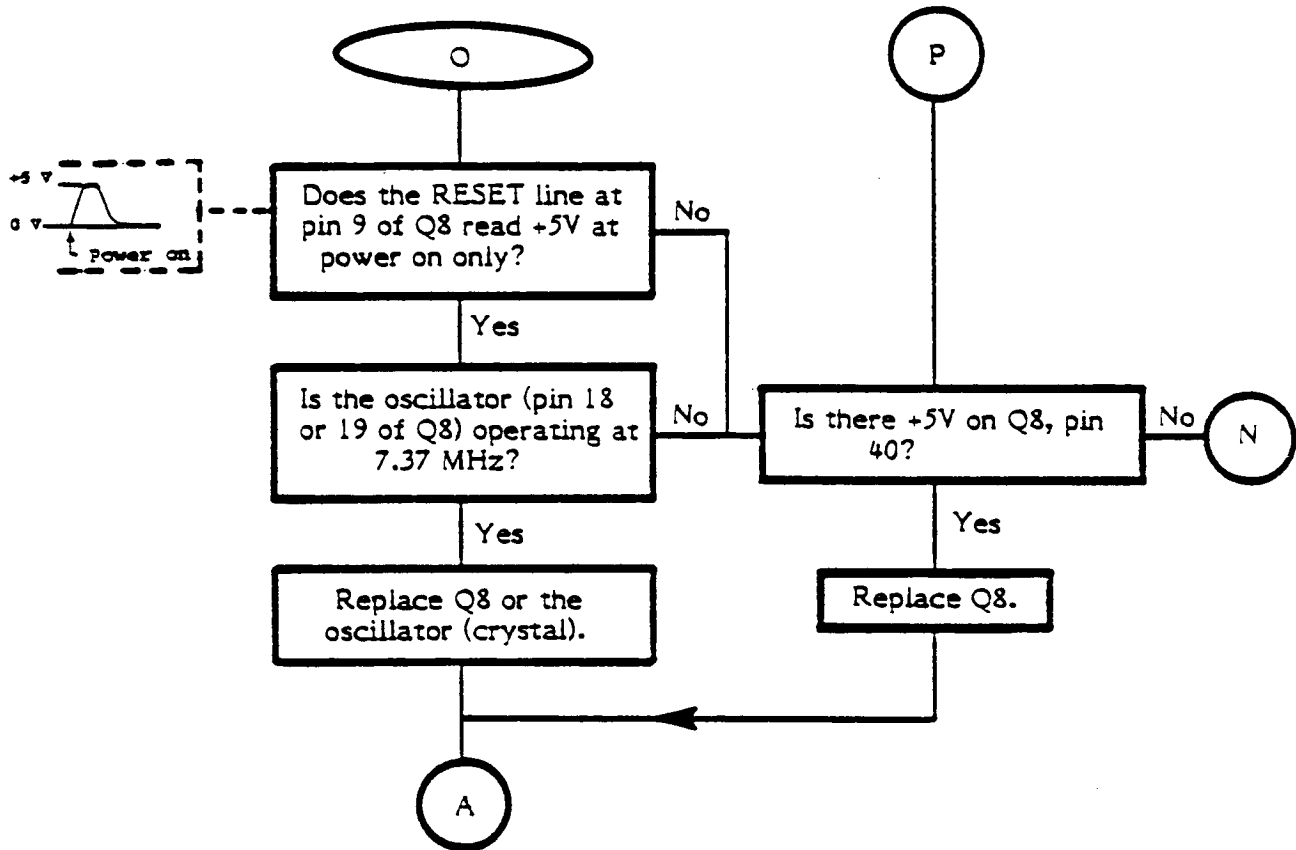 O
P
+5 V
0 V
Power on
Does the RESET line at
pin 9 of Q8 read +5V at
power on only?
No
Yes
Is the oscillator (pin 18
or 19 of Q8) operating at
7.37 MHz?
No
Is there +5V on Q8, pin
40?
No
N
Yes
Yes
Replace Q8 or the
oscillator (crystal).
Replace Q8.
A